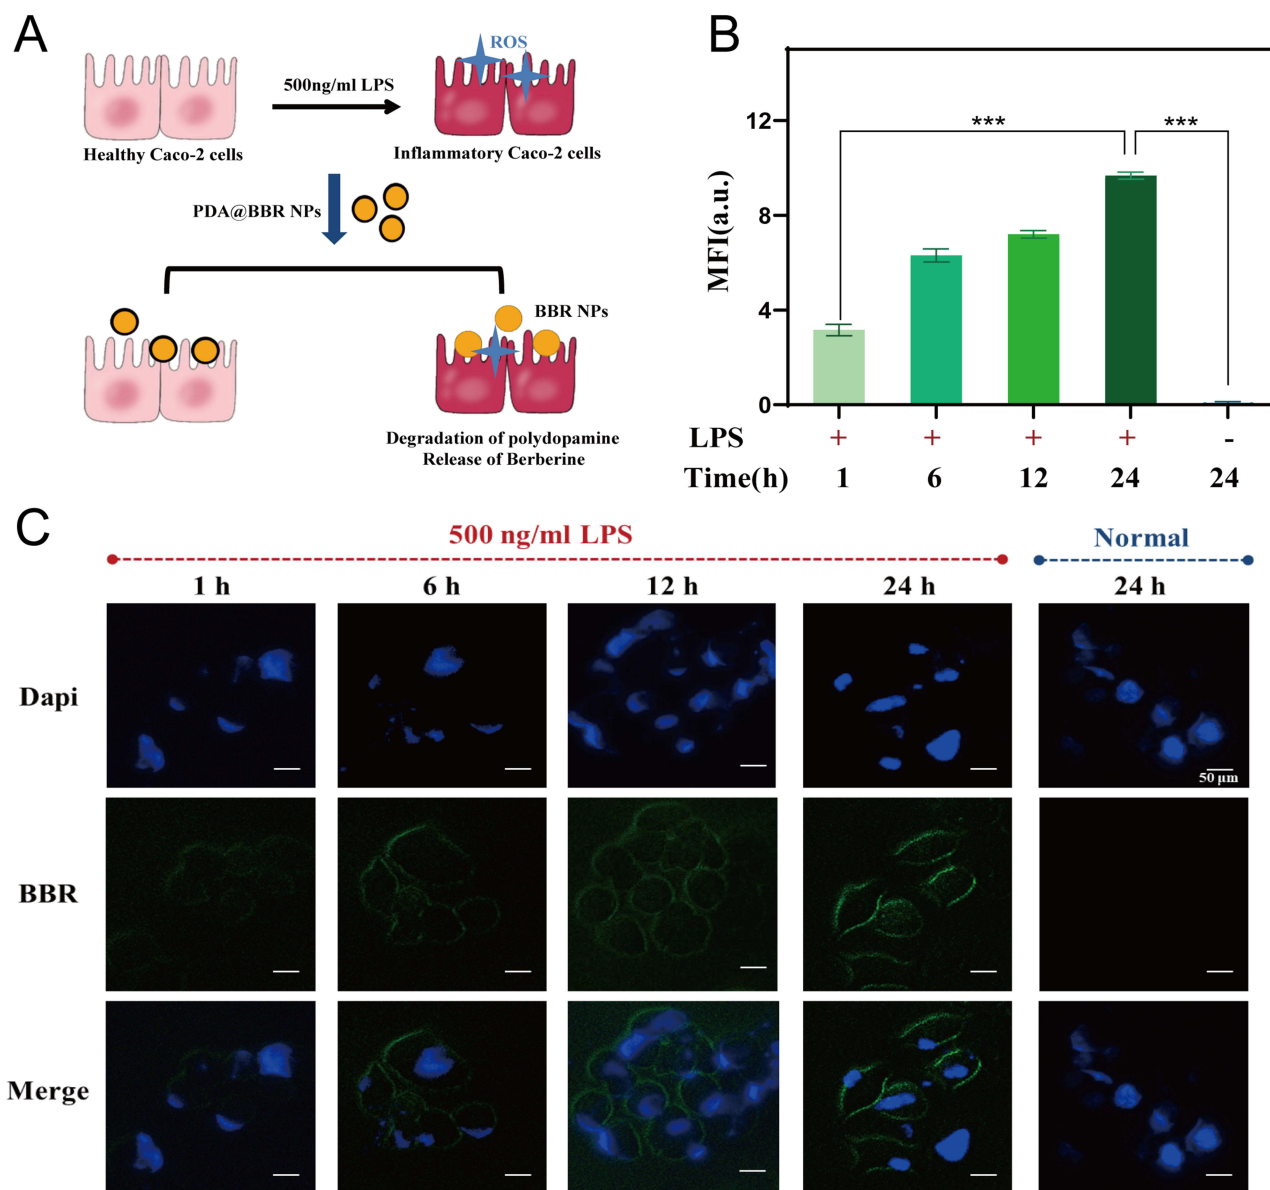 A
ROS
500ng/ml LPS
Healthy Caco-2 cells
Inflammatory Caco-2 cells
PDA@BBR NPs
BBR NPs
Degradation of polydopamine
Release of Berberine
B
MFI(a.u.)
12
8
4
0
***
***
LPS + + + + -
Time(h) 1 6 12 24 24
C
500 ng/ml LPS
Normal
1 h 6 h 12 h 24 h 24 h
Dapi
50 μm
BBR
Merge